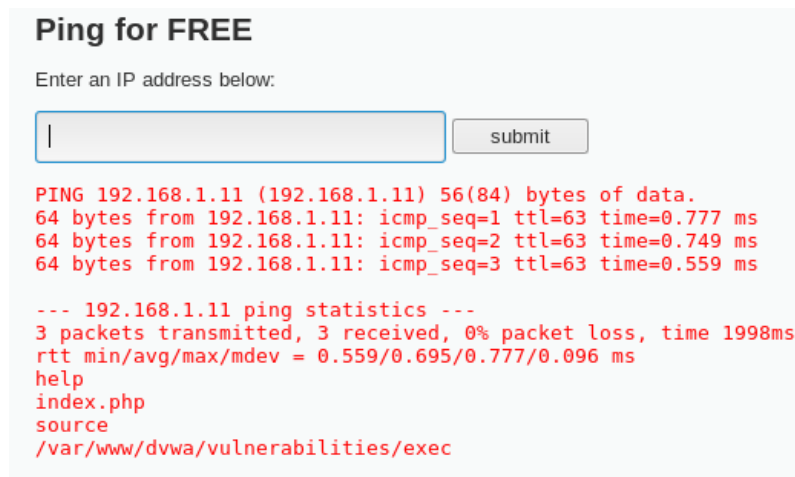 Ping for FREE
Enter an IP address below:
submit
PING 192.168.1.11 (192.168.1.11) 56(84) bytes of data.
64 bytes from 192.168.1.11: icmp_seq=1 ttl=63 time=0.777 ms
64 bytes from 192.168.1.11: icmp_seq=2 ttl=63 time=0.749 ms
64 bytes from 192.168.1.11: icmp_seq=3 ttl=63 time=0.559 ms
--- 192.168.1.11 ping statistics ---
3 packets transmitted, 3 received, 0% packet loss, time 1998ms
rtt min/avg/max/mdev = 0.559/0.695/0.777/0.096 ms
help
index.php
source
/var/www/dvwa/vulnerabilities/exec